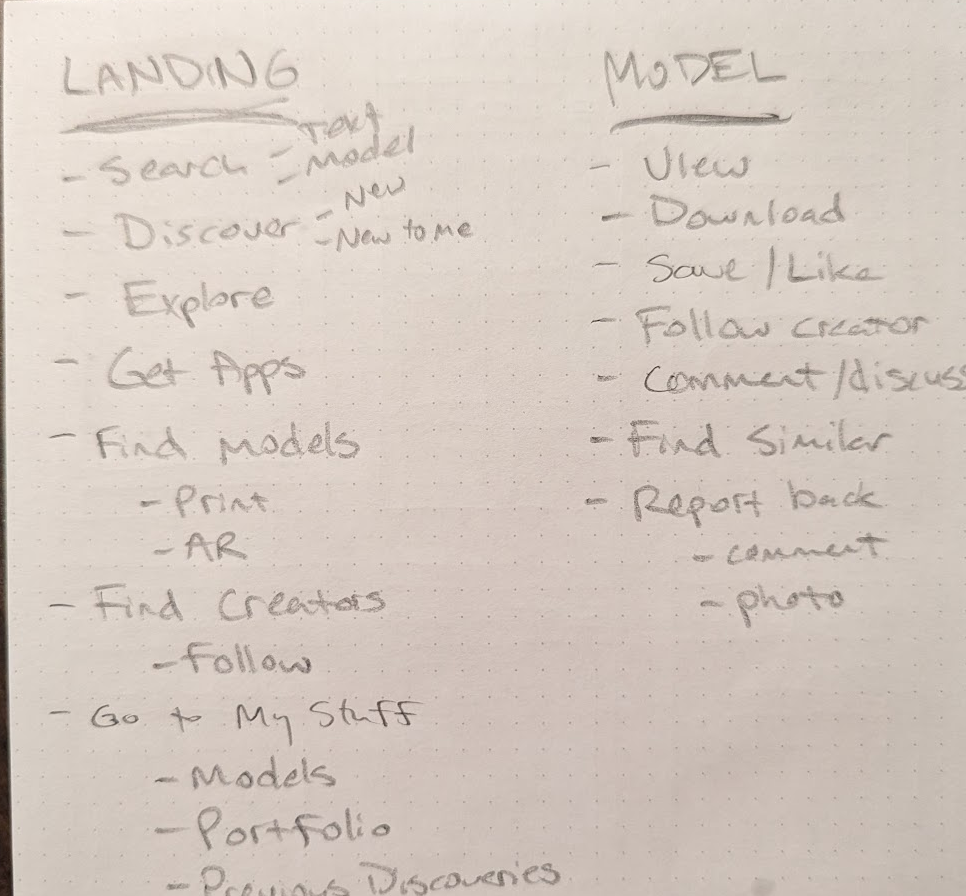 LANDING
- Search - Text
- Model
- Discover - New
- New to me
- Explore
- Get Apps
- Find Models
- Print
- AR
- Find Creators
- Follow
- Go to My Stuff
- Models
- Portfolio
- Previous Discoveries
MODEL
- View
- Download
- Save / Like
- Follow creator
- Comment / discuss
- Find Similar
- Report back
- comment
- photo